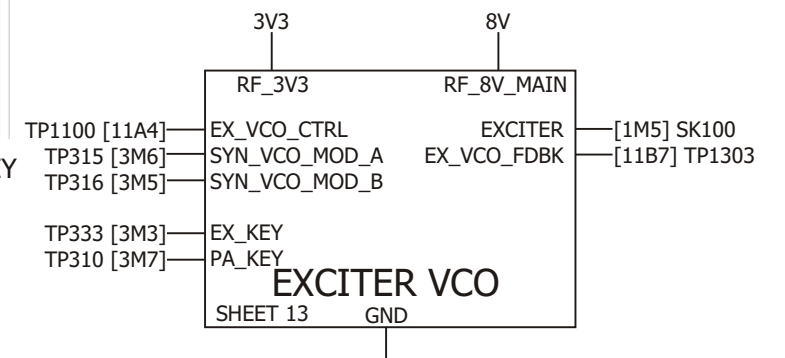 3V3 8V
RF_3V3 RF_8V_MAIN
TP1100 [11A4] EX_VCO_CTRL EXCITER [1M5] SK100
TP315 [3M6] SYN_VCO_MOD_A EX_VCO_FDBK [11B7] TP1303
TP316 [3M5] SYN_VCO_MOD_B
TP333 [3M3] EX_KEY
TP310 [3M7] PA_KEY
EXCITER VCO
SHEET 13 GND